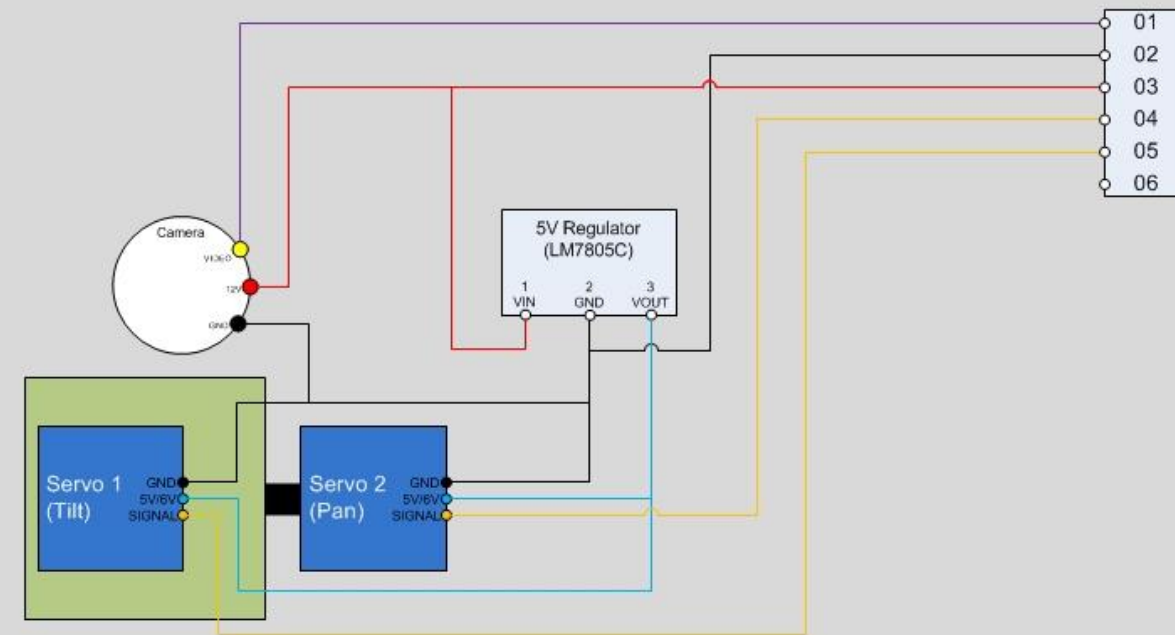 01
02
03
04
05
06
Camera
VIDEO
12V
GND
5V Regulator
(LM7805C)
1 2 3
VIN GND VOUT
Servo 1
(Tilt)
GND
5V/6V
SIGNAL
Servo 2
(Pan)
GND
5V/6V
SIGNAL